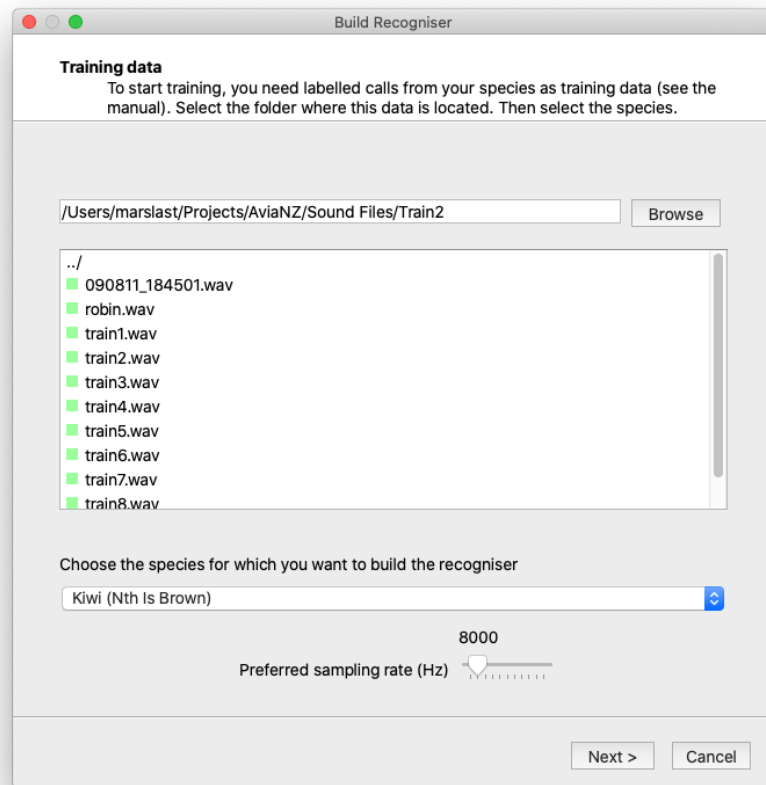 Build Recogniser
Training data
To start training, you need labelled calls from your species as training data (see the
manual). Select the folder where this data is located. Then select the species.
/Users/marslast/Projects/AviaNZ/Sound Files/Train2
Browse
../
090811_184501.wav
robin.wav
train1.wav
train2.wav
train3.wav
train4.wav
train5.wav
train6.wav
train7.wav
train8.wav
Choose the species for which you want to build the recogniser
Kiwi (Nth Is Brown)
8000
Preferred sampling rate (Hz)
Next >
Cancel